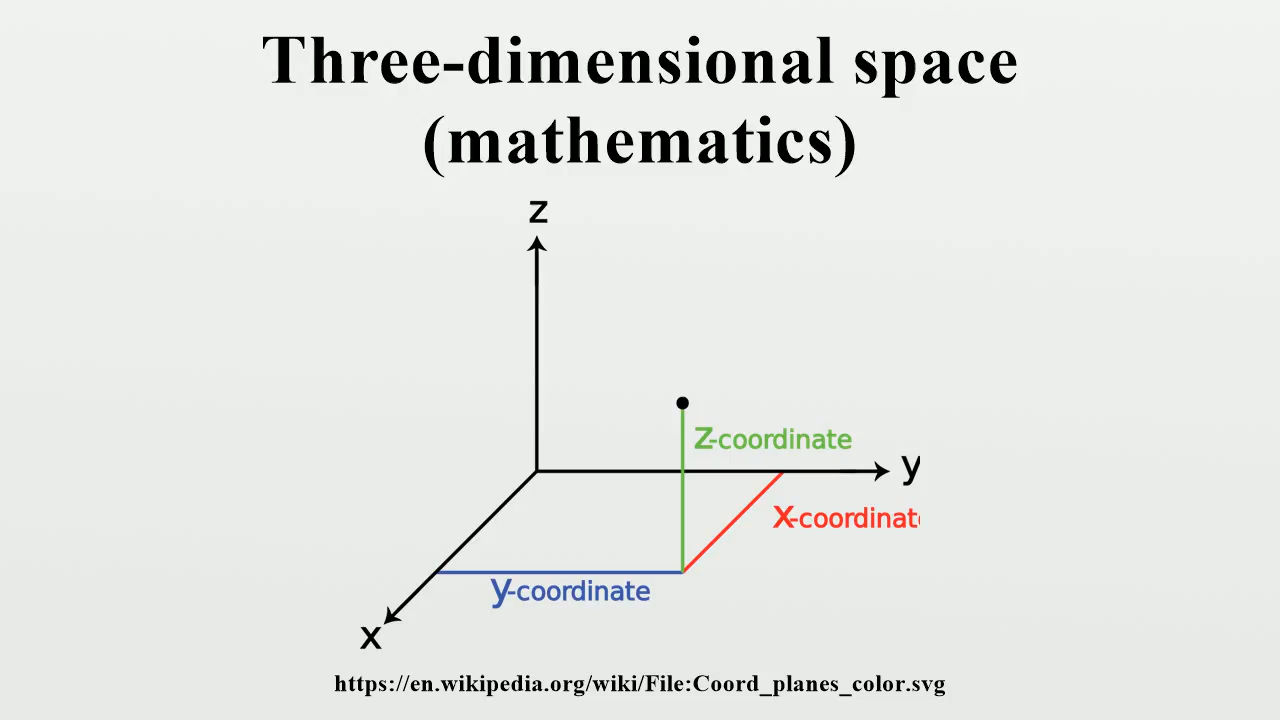 Three-dimensional space
(mathematics)
z
z-coordinate
y
x-coordinat
y-coordinate
x
https://en.wikipedia.org/wiki/File:Coord_planes_color.svg